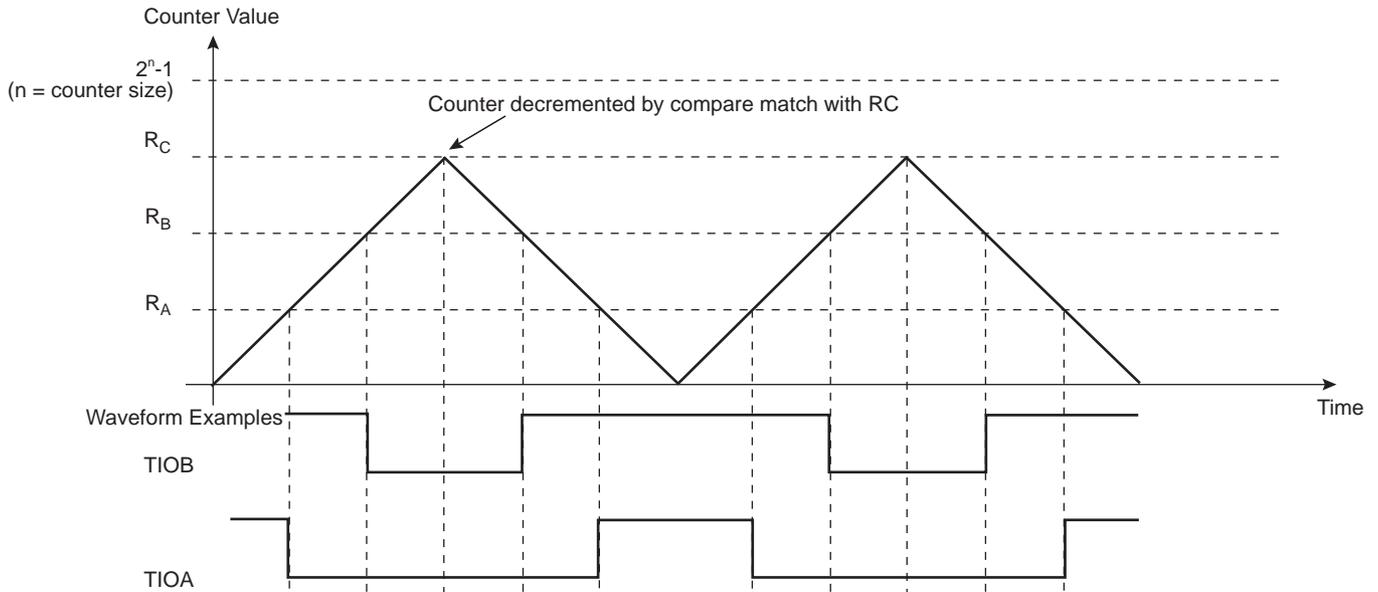 Counter Value
2ⁿ-1
(n = counter size)
Counter decremented by compare match with RC
R_C
R_B
R_A
Time
Waveform Examples
TIOB
TIOA